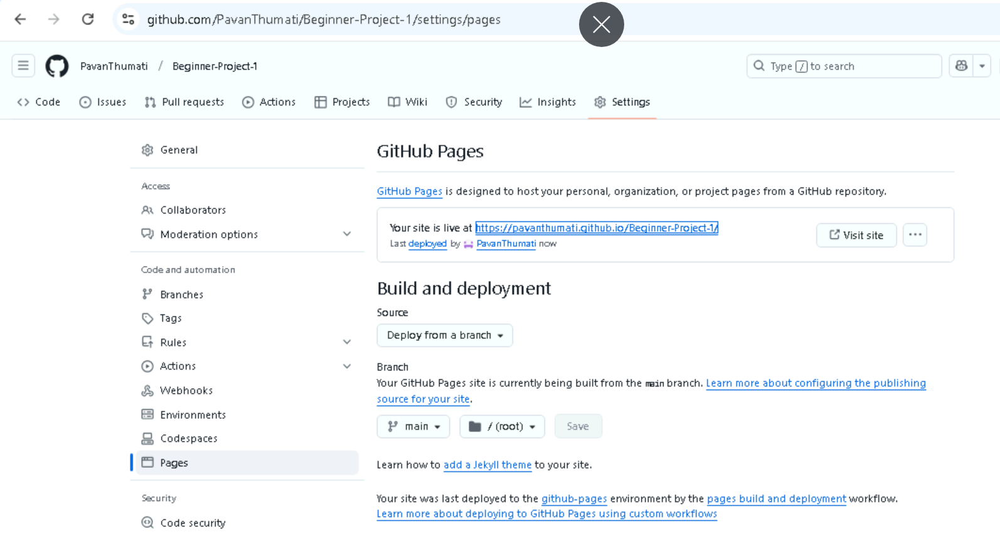 github.com/PavanThumati/Beginner-Project-1/settings/pages
PavanThumati / Beginner-Project-1
Type / to search
Code Issues Pull requests Actions Projects Wiki Security Insights Settings
General
Access
Collaborators
Moderation options
Code and automation
Branches
Tags
Rules
Actions
Webhooks
Environments
Codespaces
Pages
Security
Code security
GitHub Pages
GitHub Pages is designed to host your personal, organization, or project pages from a GitHub repository.
Your site is live at https://pavanthumati.github.io/Beginner-Project-1/
Last deployed by PavanThumati now
Visit site
Build and deployment
Source
Deploy from a branch
Branch
Your GitHub Pages site is currently being built from the main branch. Learn more about configuring the publishing
source for your site.
main / (root) Save
Learn how to add a Jekyll theme to your site.
Your site was last deployed to the github-pages environment by the pages build and deployment workflow.
Learn more about deploying to GitHub Pages using custom workflows